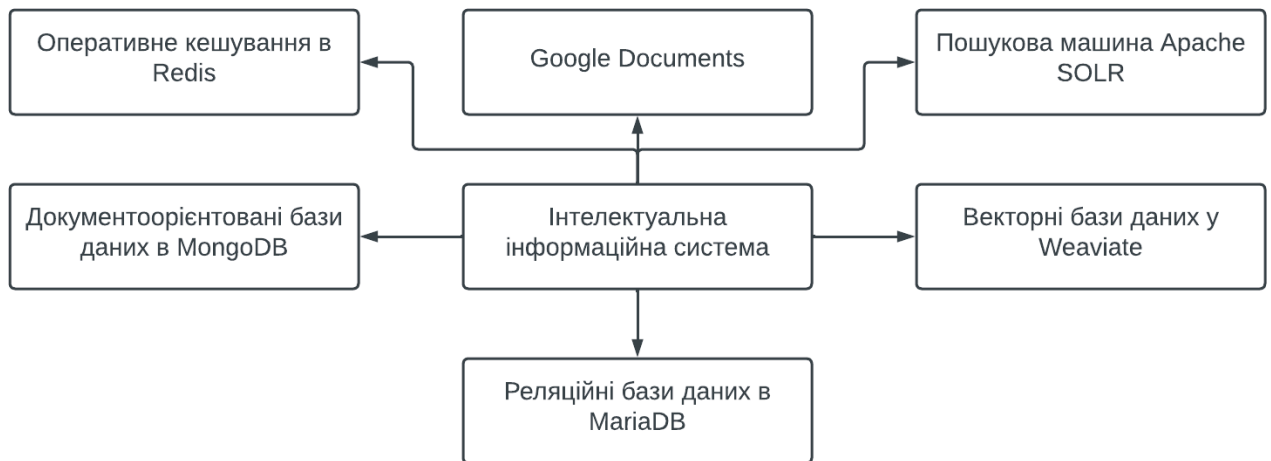 Оперативне кешування в
Redis
Google Documents
Пошукова машина Apache
SOLR
Документоорієнтовані бази
даних в MongoDB
Інтелектуальна
інформаційна система
Векторні бази даних у
Weaviate
Реляційні бази даних в
MariaDB